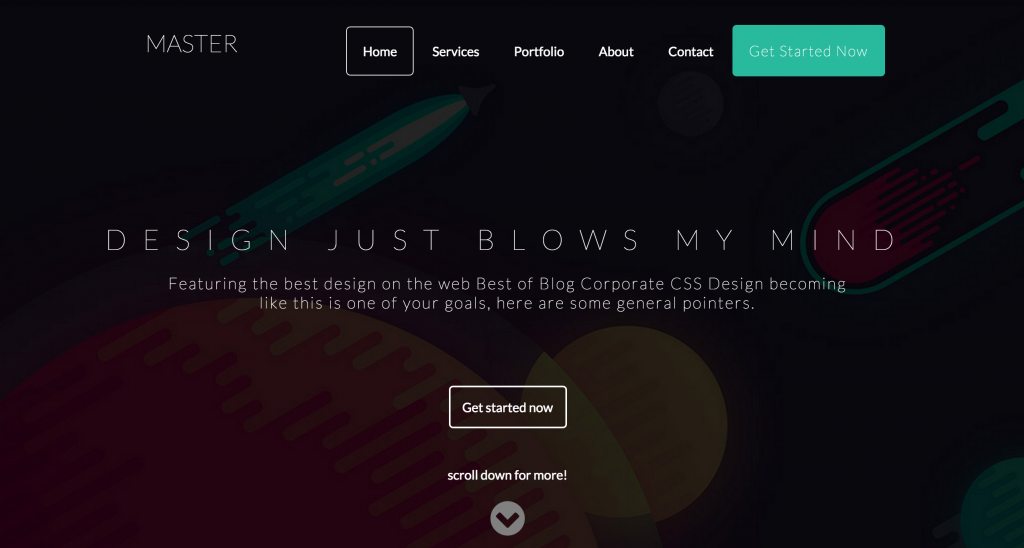 MASTER
Home Services Portfolio About Contact Get Started Now
DESIGN JUST BLOWS MY MIND
Featuring the best design on the web Best of Blog Corporate CSS Design becoming
like this is one of your goals, here are some general pointers.
Get started now
scroll down for more!